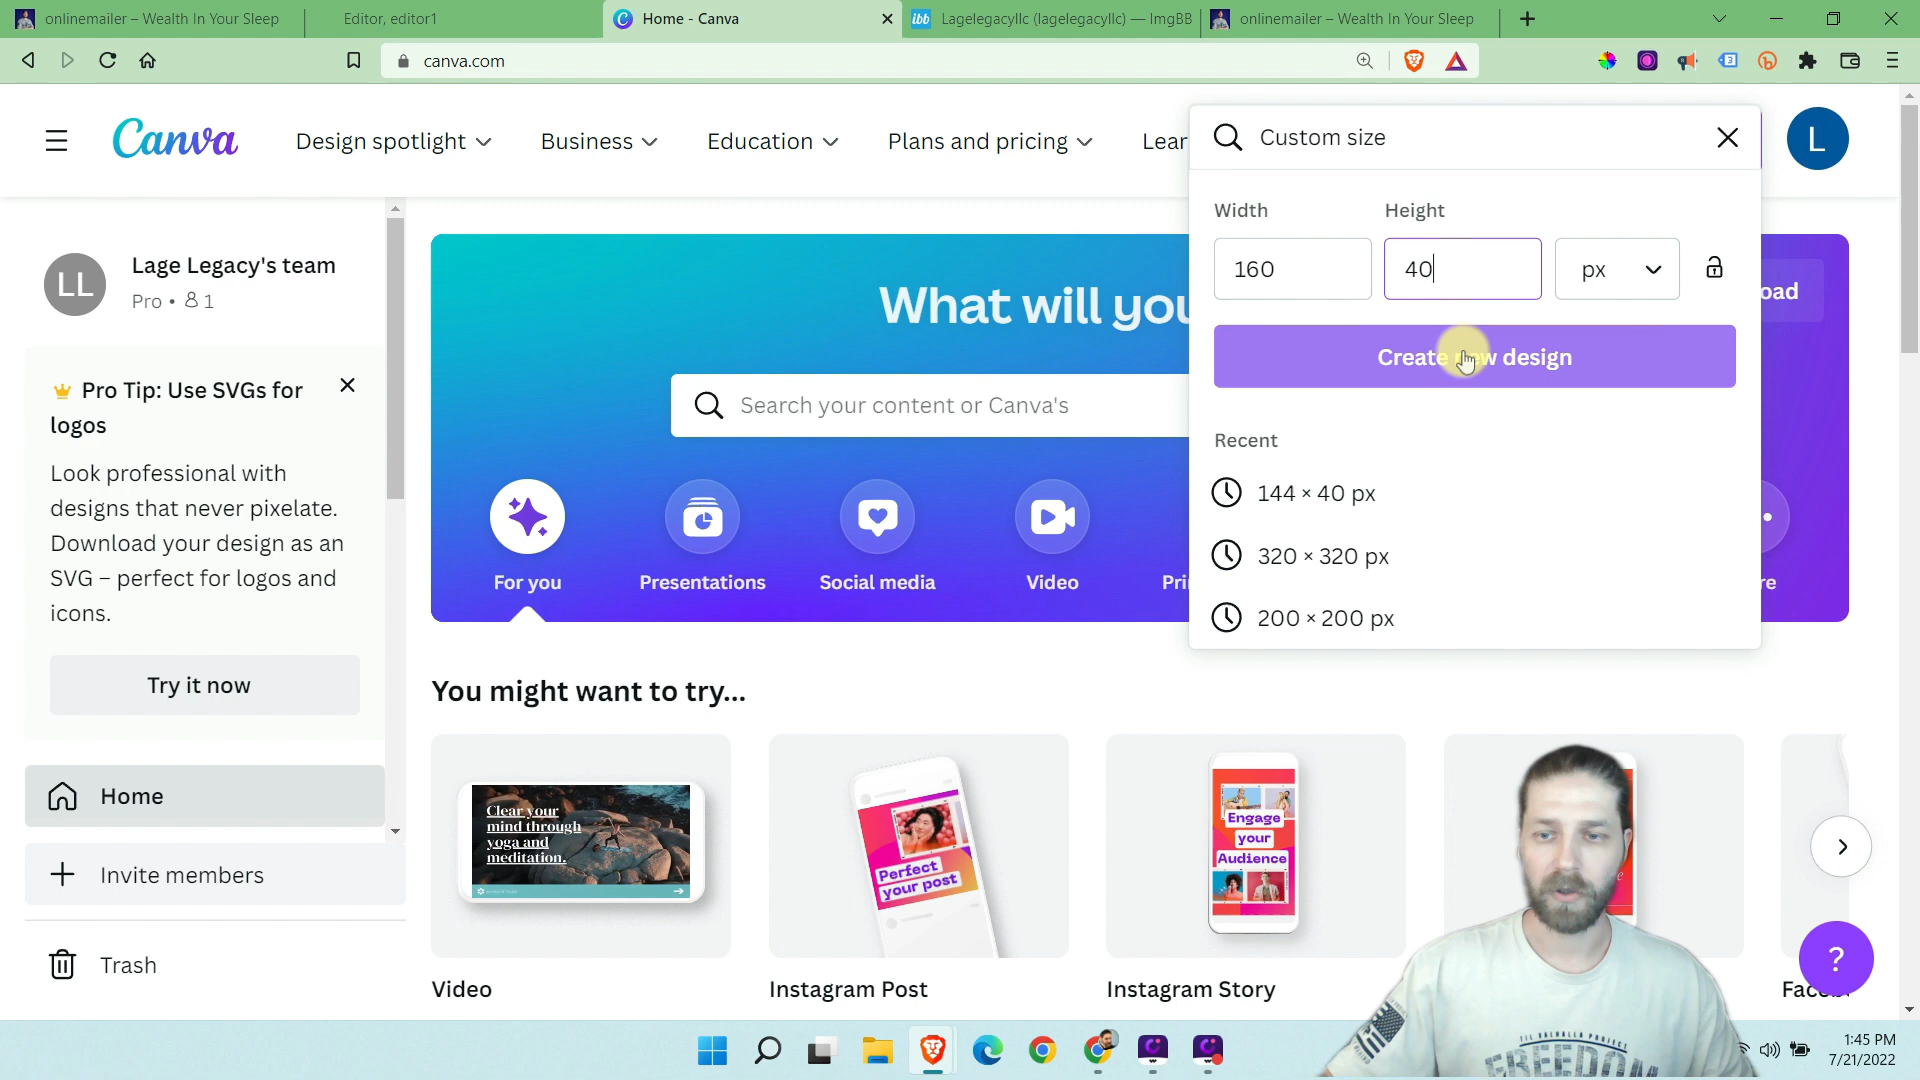 onlinemailer – Wealth In Your Sleep
Editor, editor1
Home - Canva
Lagelegacyllc (lagelegacyllc) — ImgBB
onlinemailer – Wealth In Your Sleep
canva.com
Canva
Design spotlight
Business
Education
Plans and pricing
Lear
Custom size
L
Width
Height
160
40
px
Create new design
Recent
144 × 40 px
320 × 320 px
200 × 200 px
LL
Lage Legacy's team
Pro • 1
Pro Tip: Use SVGs for
logos
Look professional with
designs that never pixelate.
Download your design as an
SVG – perfect for logos and
icons.
Try it now
Home
Invite members
Trash
What will you
oad
Search your content or Canva's
For you
Presentations
Social media
Video
Pri
re
You might want to try...
Clear your
mind through
yoga and
meditation.
Perfect
your post
Engage
your
Audience
Video
Instagram Post
Instagram Story
?
TIL VALHALLA PROJECT
FREEDOM
1:45 PM
7/21/2022